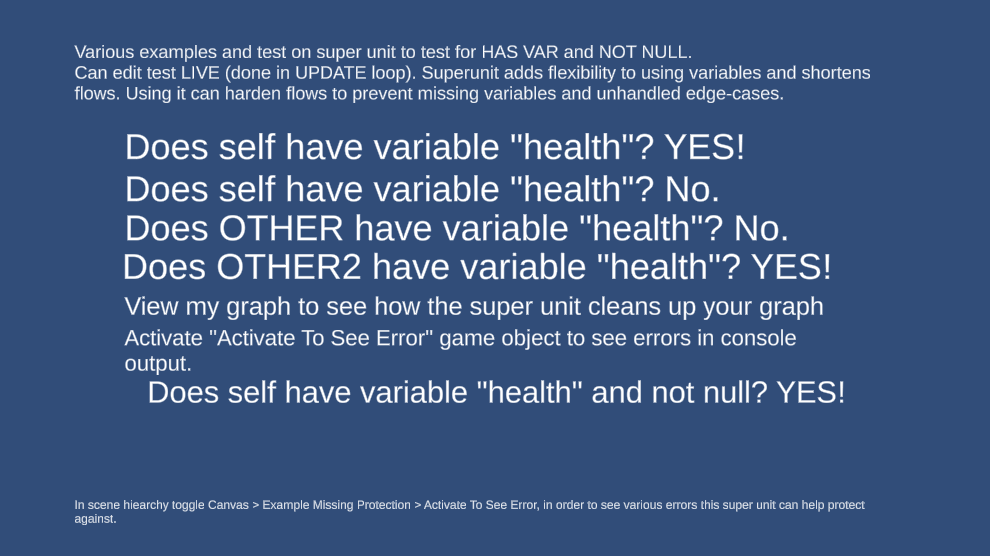 Various examples and test on super unit to test for HAS VAR and NOT NULL.
Can edit test LIVE (done in UPDATE loop). Superunit adds flexibility to using variables and shortens
flows. Using it can harden flows to prevent missing variables and unhandled edge-cases.
Does self have variable "health"? YES!
Does self have variable "health"? No.
Does OTHER have variable "health"? No.
Does OTHER2 have variable "health"? YES!
View my graph to see how the super unit cleans up your graph
Activate "Activate To See Error" game object to see errors in console
output.
Does self have variable "health" and not null? YES!
In scene hiearchy toggle Canvas > Example Missing Protection > Activate To See Error, in order to see various errors this super unit can help protect
against.